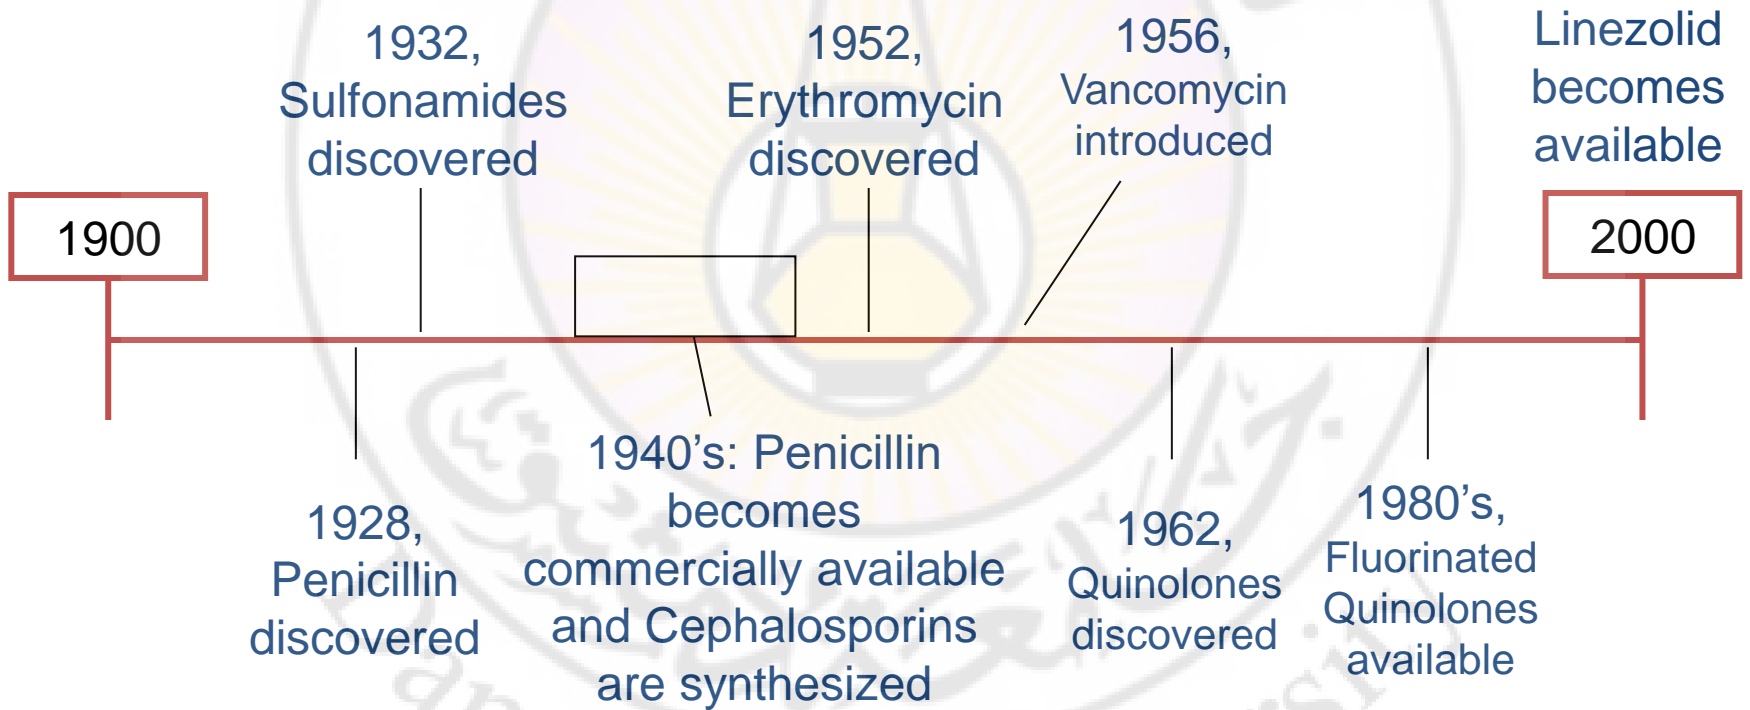 1932,
Sulfonamides
discovered
1952,
Erythromycin
discovered
1956,
Vancomycin
introduced
Linezolid
becomes
available
1900
2000
1928,
Penicillin
discovered
1940’s: Penicillin
becomes
commercially available
and Cephalosporins
are synthesized
1962,
Quinolones
discovered
1980’s,
Fluorinated
Quinolones
available